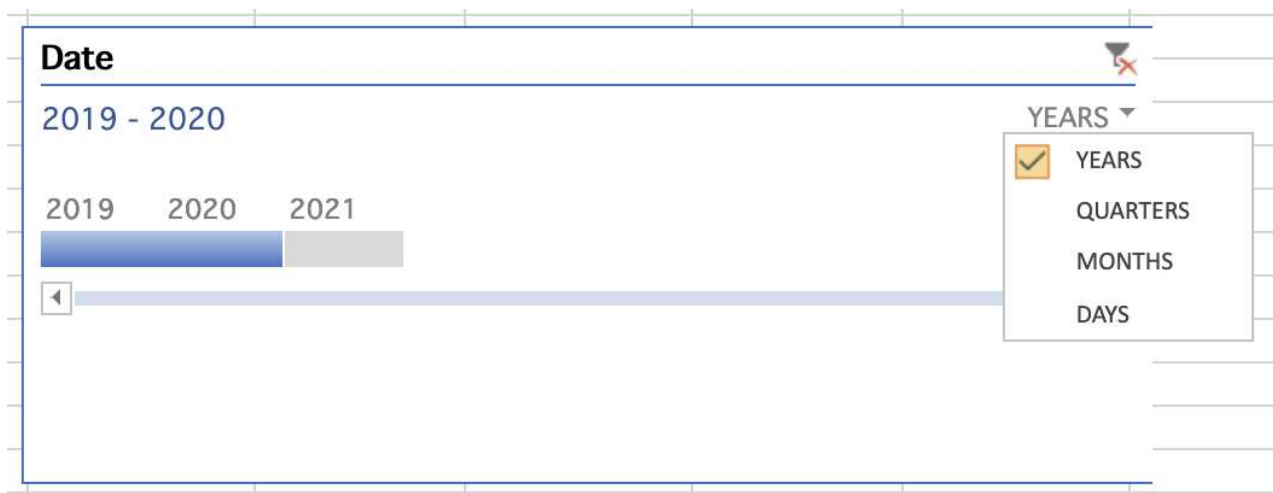 Date
2019 - 2020
YEARS
YEARS
QUARTERS
MONTHS
DAYS
2019 2020 2021